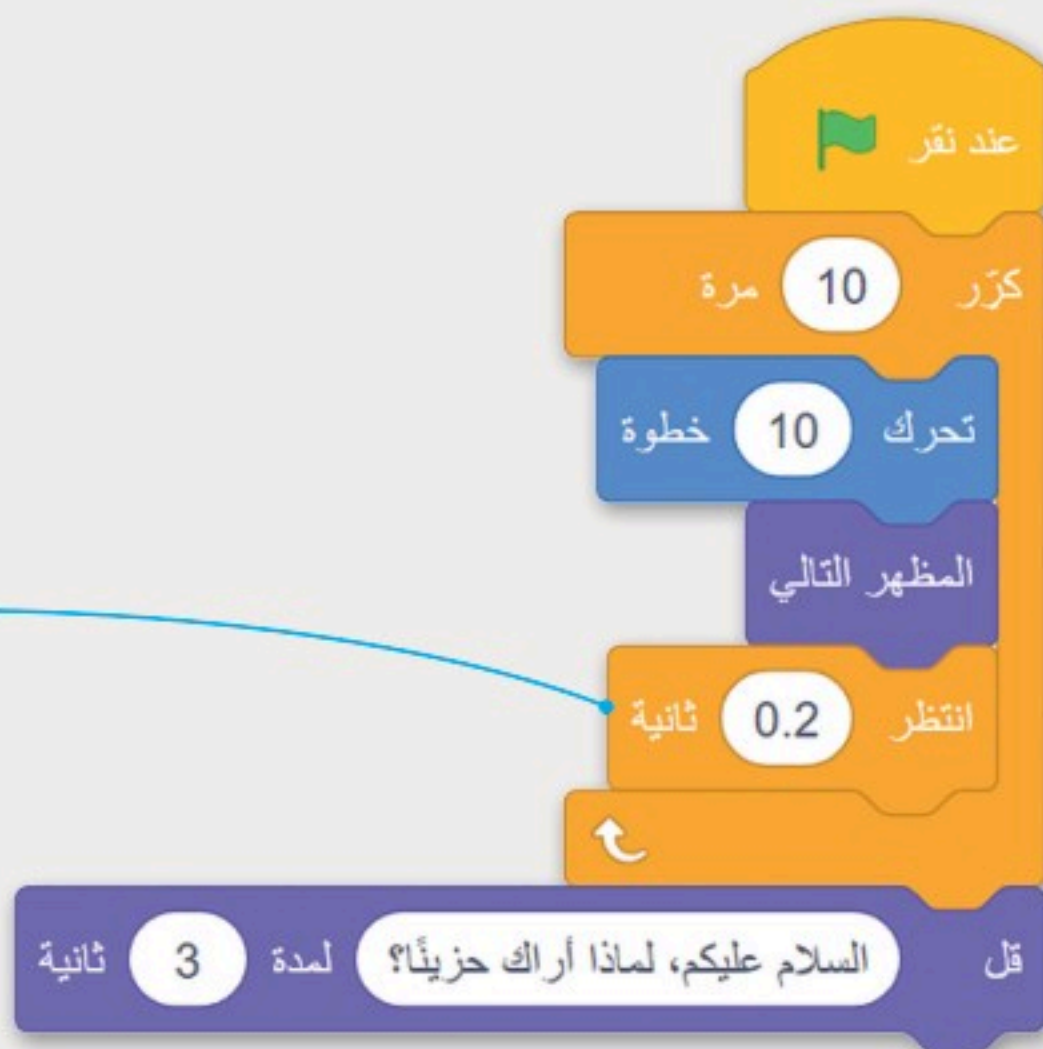 عند نقر
كرّر 10 مرة
تحرك 10 خطوة
المظهر التالي
انتظر 0.2 ثانية
قل السلام عليكم، لماذا أراك حزينًا؟ لمدة 3 ثانية